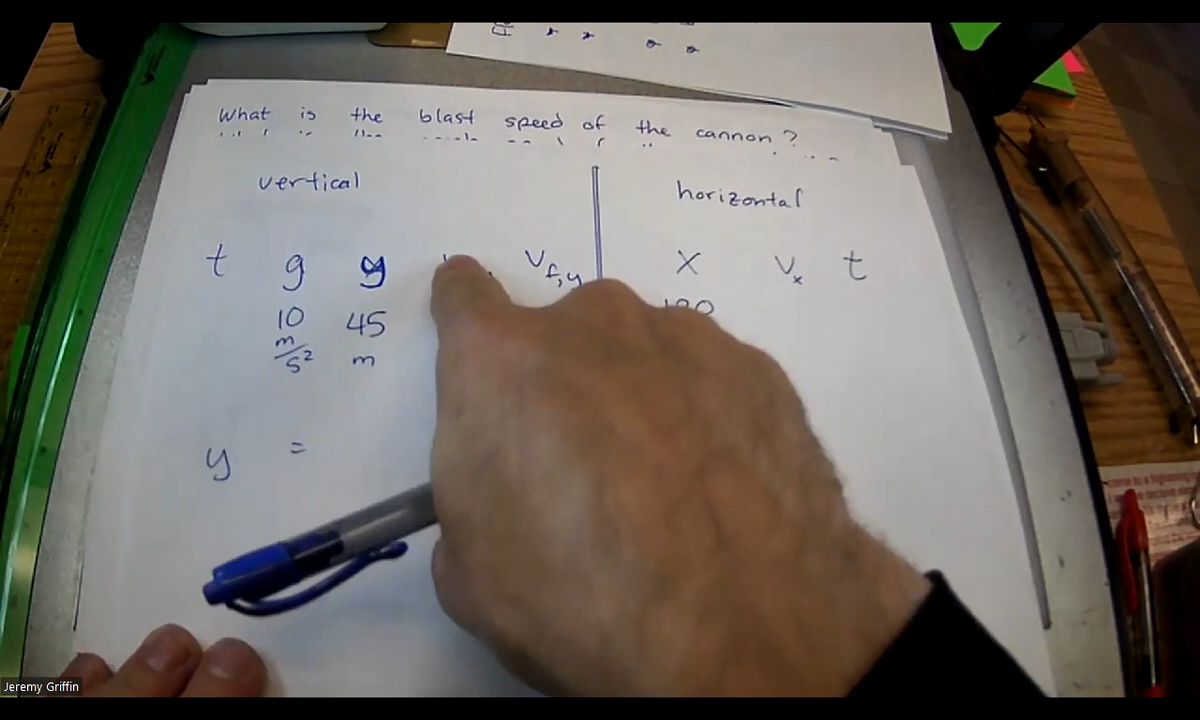 What is the blast speed of the cannon?
vertical
horizontal
t g y v f,y x v x t
10 45
m/s² m
y =
Jeremy Griffin